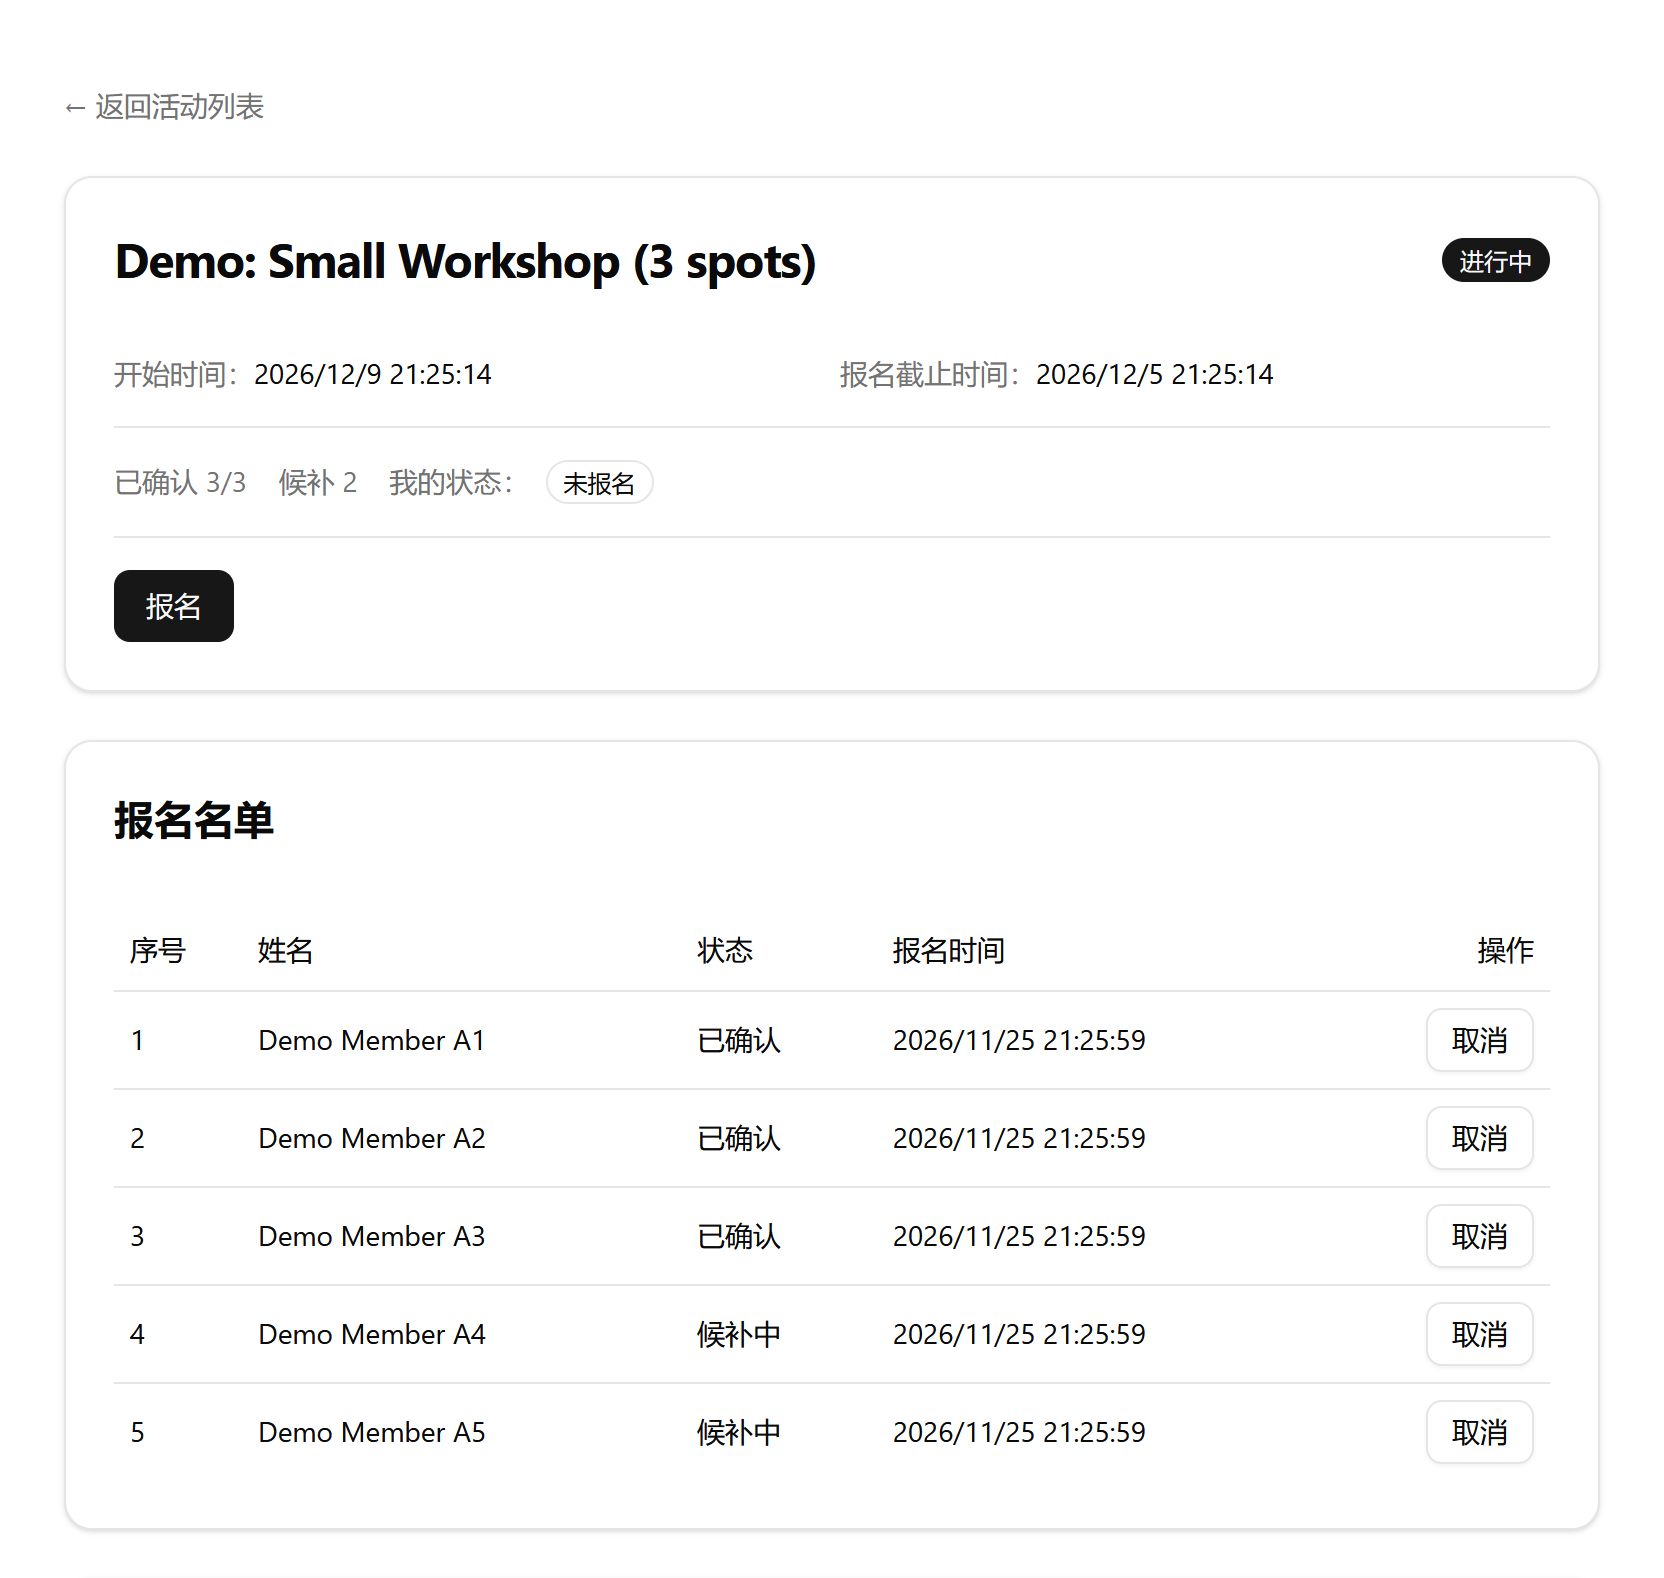 ← 返回活动列表
Demo: Small Workshop (3 spots) 进行中
开始时间：2026/12/9 21:25:14 报名截止时间：2026/12/5 21:25:14
已确认 3/3 候补 2 我的状态： 未报名
报名
报名名单
序号 姓名 状态 报名时间 操作
1 Demo Member A1 已确认 2026/11/25 21:25:59 取消
2 Demo Member A2 已确认 2026/11/25 21:25:59 取消
3 Demo Member A3 已确认 2026/11/25 21:25:59 取消
4 Demo Member A4 候补中 2026/11/25 21:25:59 取消
5 Demo Member A5 候补中 2026/11/25 21:25:59 取消